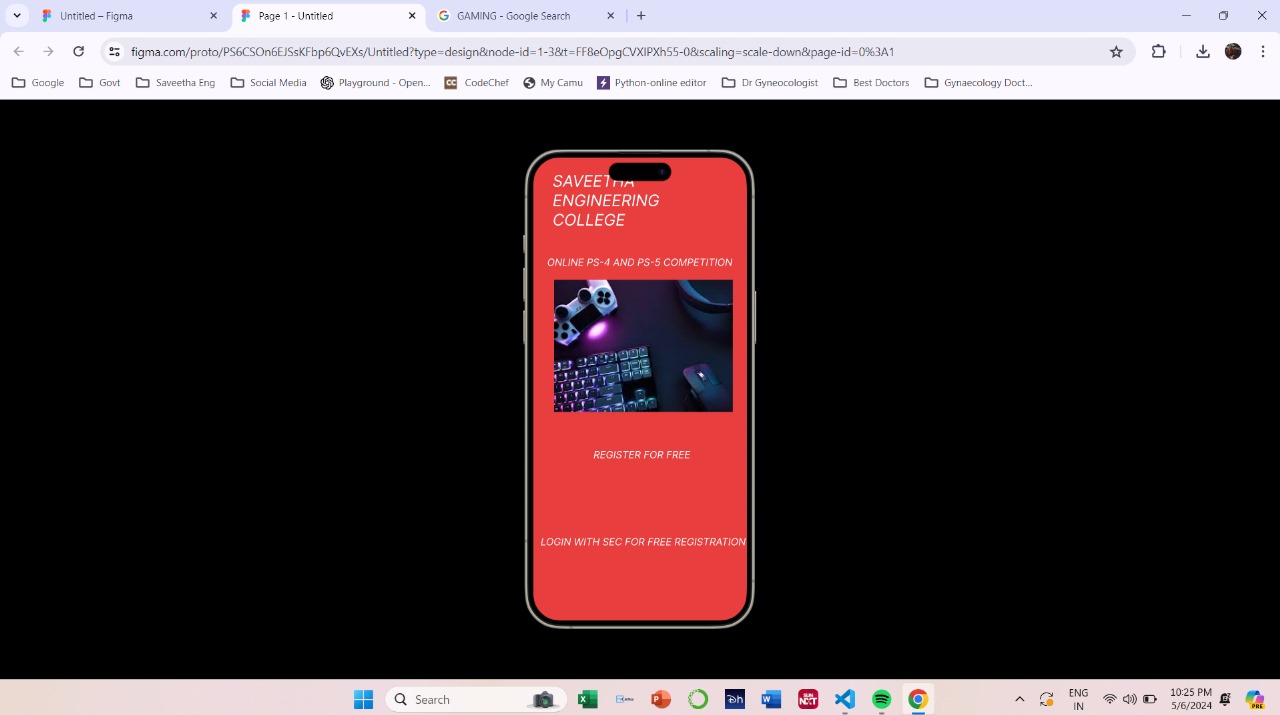 Untitled – Figma
Page 1 - Untitled
GAMING - Google Search
figma.com/proto/PS6CSOn6EJSsKFbp6QvEXs/Untitled?type=design&node-id=1-3&t=FF8eOpgCVXlPXh55-0&scaling=scale-down&page-id=0%3A1
Google
Govt
Saveetha Eng
Social Media
Playground - Open...
CC
CodeChef
My Camu
Python-online editor
Dr Gyneocologist
Best Doctors
Gynaecology Doct...
SAVEETHA
ENGINEERING
COLLEGE
ONLINE PS-4 AND PS-5 COMPETITION
REGISTER FOR FREE
LOGIN WITH SEC FOR FREE REGISTRATION
Search
ENG
IN
10:25 PM
5/6/2024
PRE